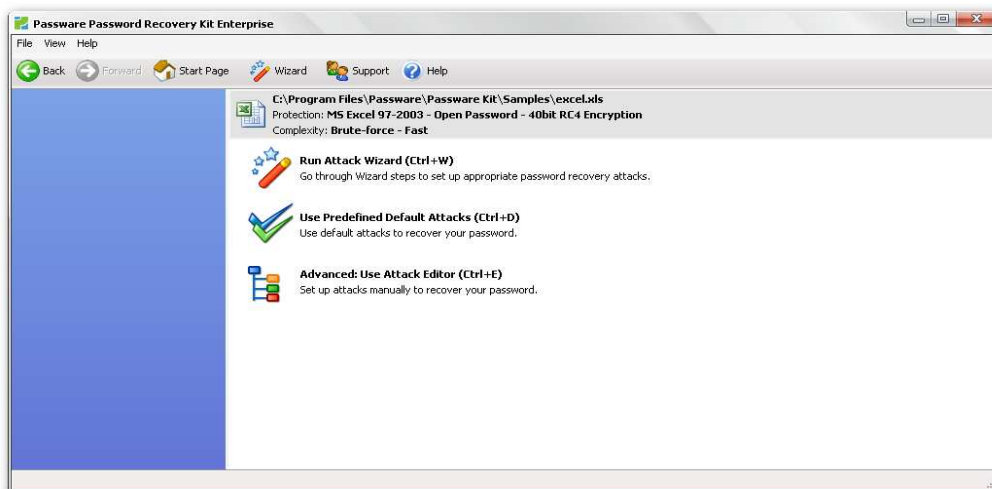 Passware Password Recovery Kit Enterprise
File View Help
Back Forward Start Page Wizard Support Help
C:\Program Files\Passware\Passware Kit\Samples\excel.xls
Protection: MS Excel 97-2003 - Open Password - 40bit RC4 Encryption
Complexity: Brute-force - Fast
Run Attack Wizard (Ctrl+W)
Go through Wizard steps to set up appropriate password recovery attacks.
Use Predefined Default Attacks (Ctrl+D)
Use default attacks to recover your password.
Advanced: Use Attack Editor (Ctrl+E)
Set up attacks manually to recover your password.